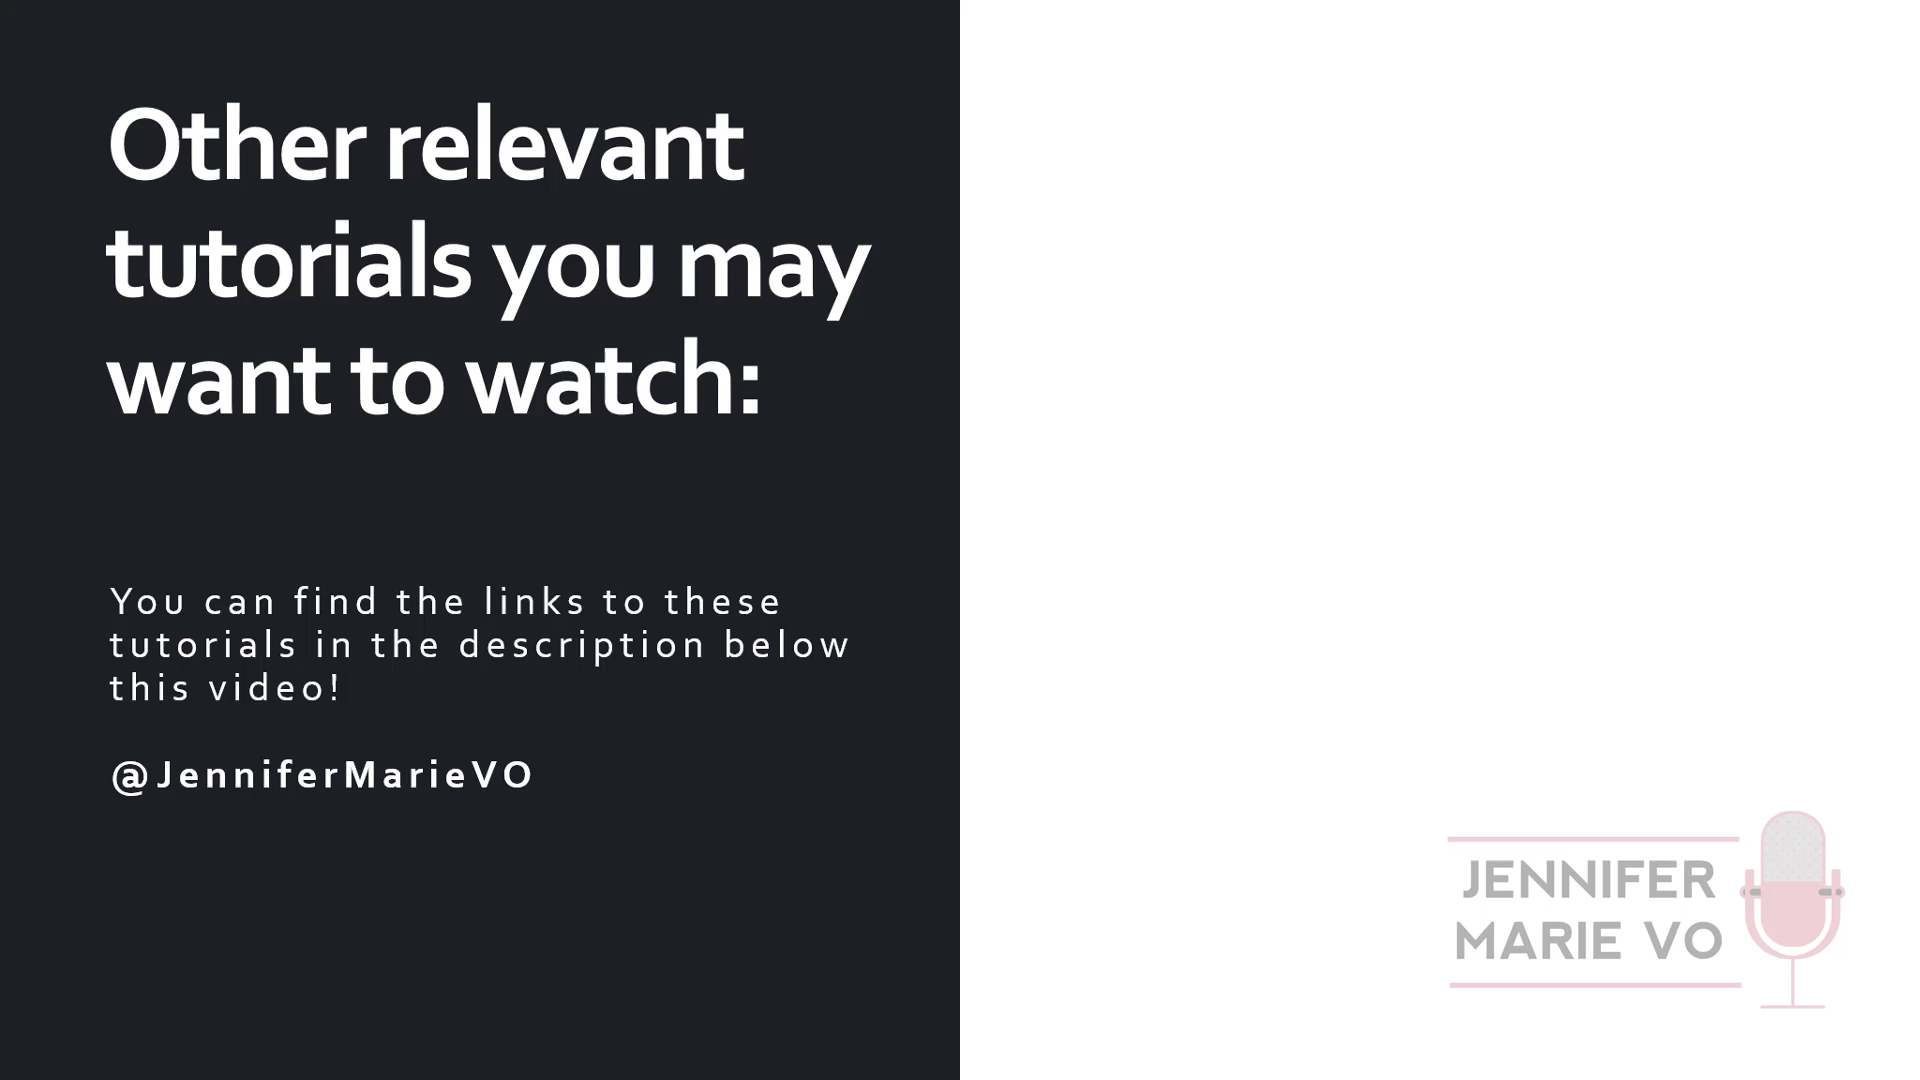 Other relevant
tutorials you may
want to watch:
You can find the links to these
tutorials in the description below
this video!
@JenniferMarieVO
JENNIFER
MARIE VO